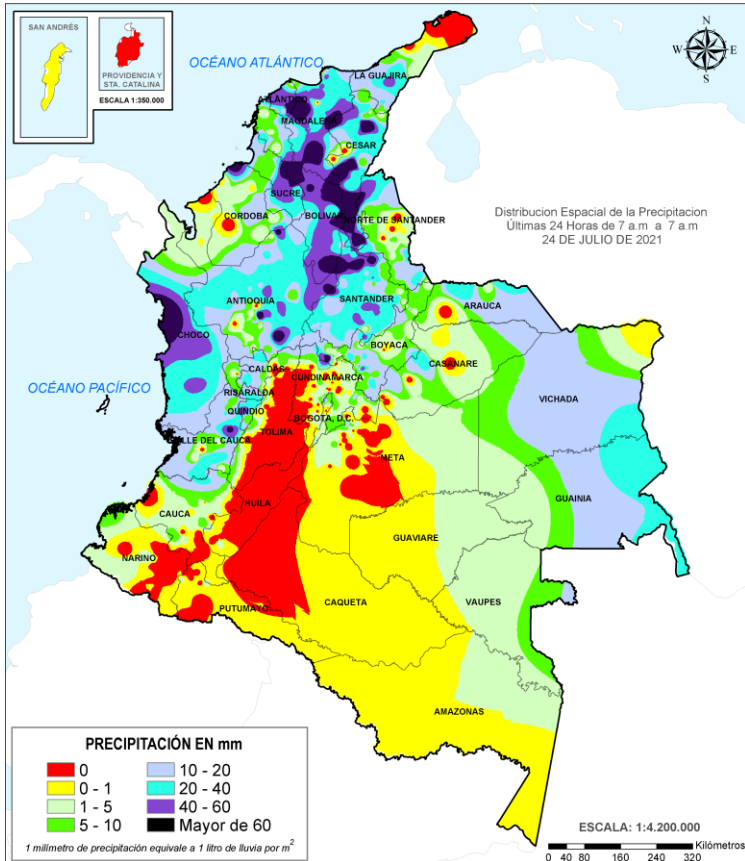 SAN ANDRÉS
PROVIDENCIA Y
STA. CATALINA
ESCALA 1:350.000
N
W
E
S
OCÉANO ATLÁNTICO
LA GUAJIRA
ATLÁNTICO
MAGDALENA
CESAR
SUCRE
BOLIVAR
CORDOBA
NORTE DE SANTANDER
Distribucion Espacial de la Precipitacion
Últimas 24 Horas de 7 a.m a 7 a.m
24 DE JULIO DE 2021
ANTIOQUIA
SANTANDER
ARAUCA
CHOCO
BOYACA
CASANARE
OCÉANO PACÍFICO
CALDAS
CUNDINAMARCA
RISARALDA
VICHADA
QUINDIO
BOGOTA, D.C.
TOLIMA
VALLE DEL CAUCA
META
GUAINIA
HUILA
CAUCA
GUAVIARE
NARIÑO
CAQUETA
VAUPES
PUTUMAYO
AMAZONAS
PRECIPITACIÓN EN mm
0
10 - 20
0 - 1
20 - 40
1 - 5
40 - 60
5 - 10
Mayor de 60
1 milímetro de precipitación equivale a 1 litro de lluvia por m2
ESCALA: 1:4.200.000
Kilómetros
0 40 80 160 240 320